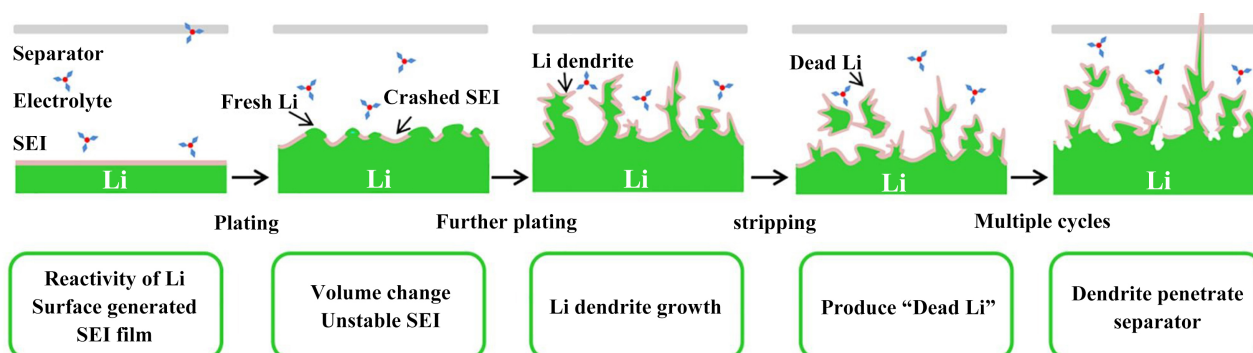 Separator
Electrolyte
SEI
Li
Fresh Li
Crashed SEI
Li
Li dendrite
Li
Dead Li
Li
Li
Plating
Further plating
stripping
Multiple cycles
Reactivity of Li
Surface generated
SEI film
Volume change
Unstable SEI
Li dendrite growth
Produce “Dead Li”
Dendrite penetrate
separator